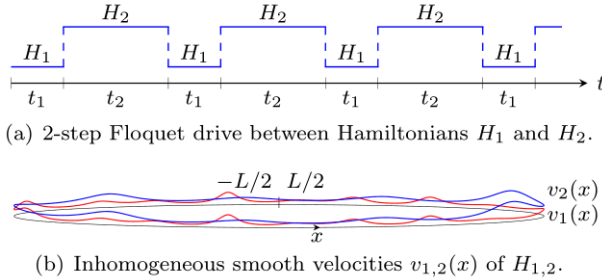 H₂ H₂ H₂
H₁ H₁ H₁ H₁
t
t₁ t₂ t₁ t₂ t₁ t₂ t₁
(a) 2-step Floquet drive between Hamiltonians H₁ and H₂.
−L/2 L/2 v₂(x)
v₁(x)
x
(b) Inhomogeneous smooth velocities v₁,₂(x) of H₁,₂.